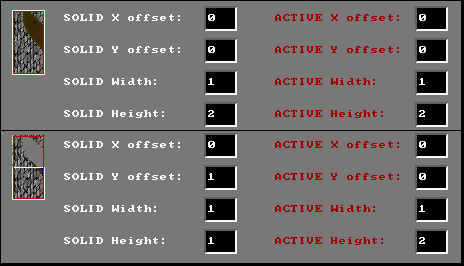 SOLID X offset: 0 ACTIVE X offset: 0
SOLID Y offset: 0 ACTIVE Y offset: 0
SOLID Width: 1 ACTIVE Width: 1
SOLID Height: 2 ACTIVE Height: 2
SOLID X offset: 0 ACTIVE X offset: 0
SOLID Y offset: 1 ACTIVE Y offset: 0
SOLID Width: 1 ACTIVE Width: 1
SOLID Height: 1 ACTIVE Height: 2